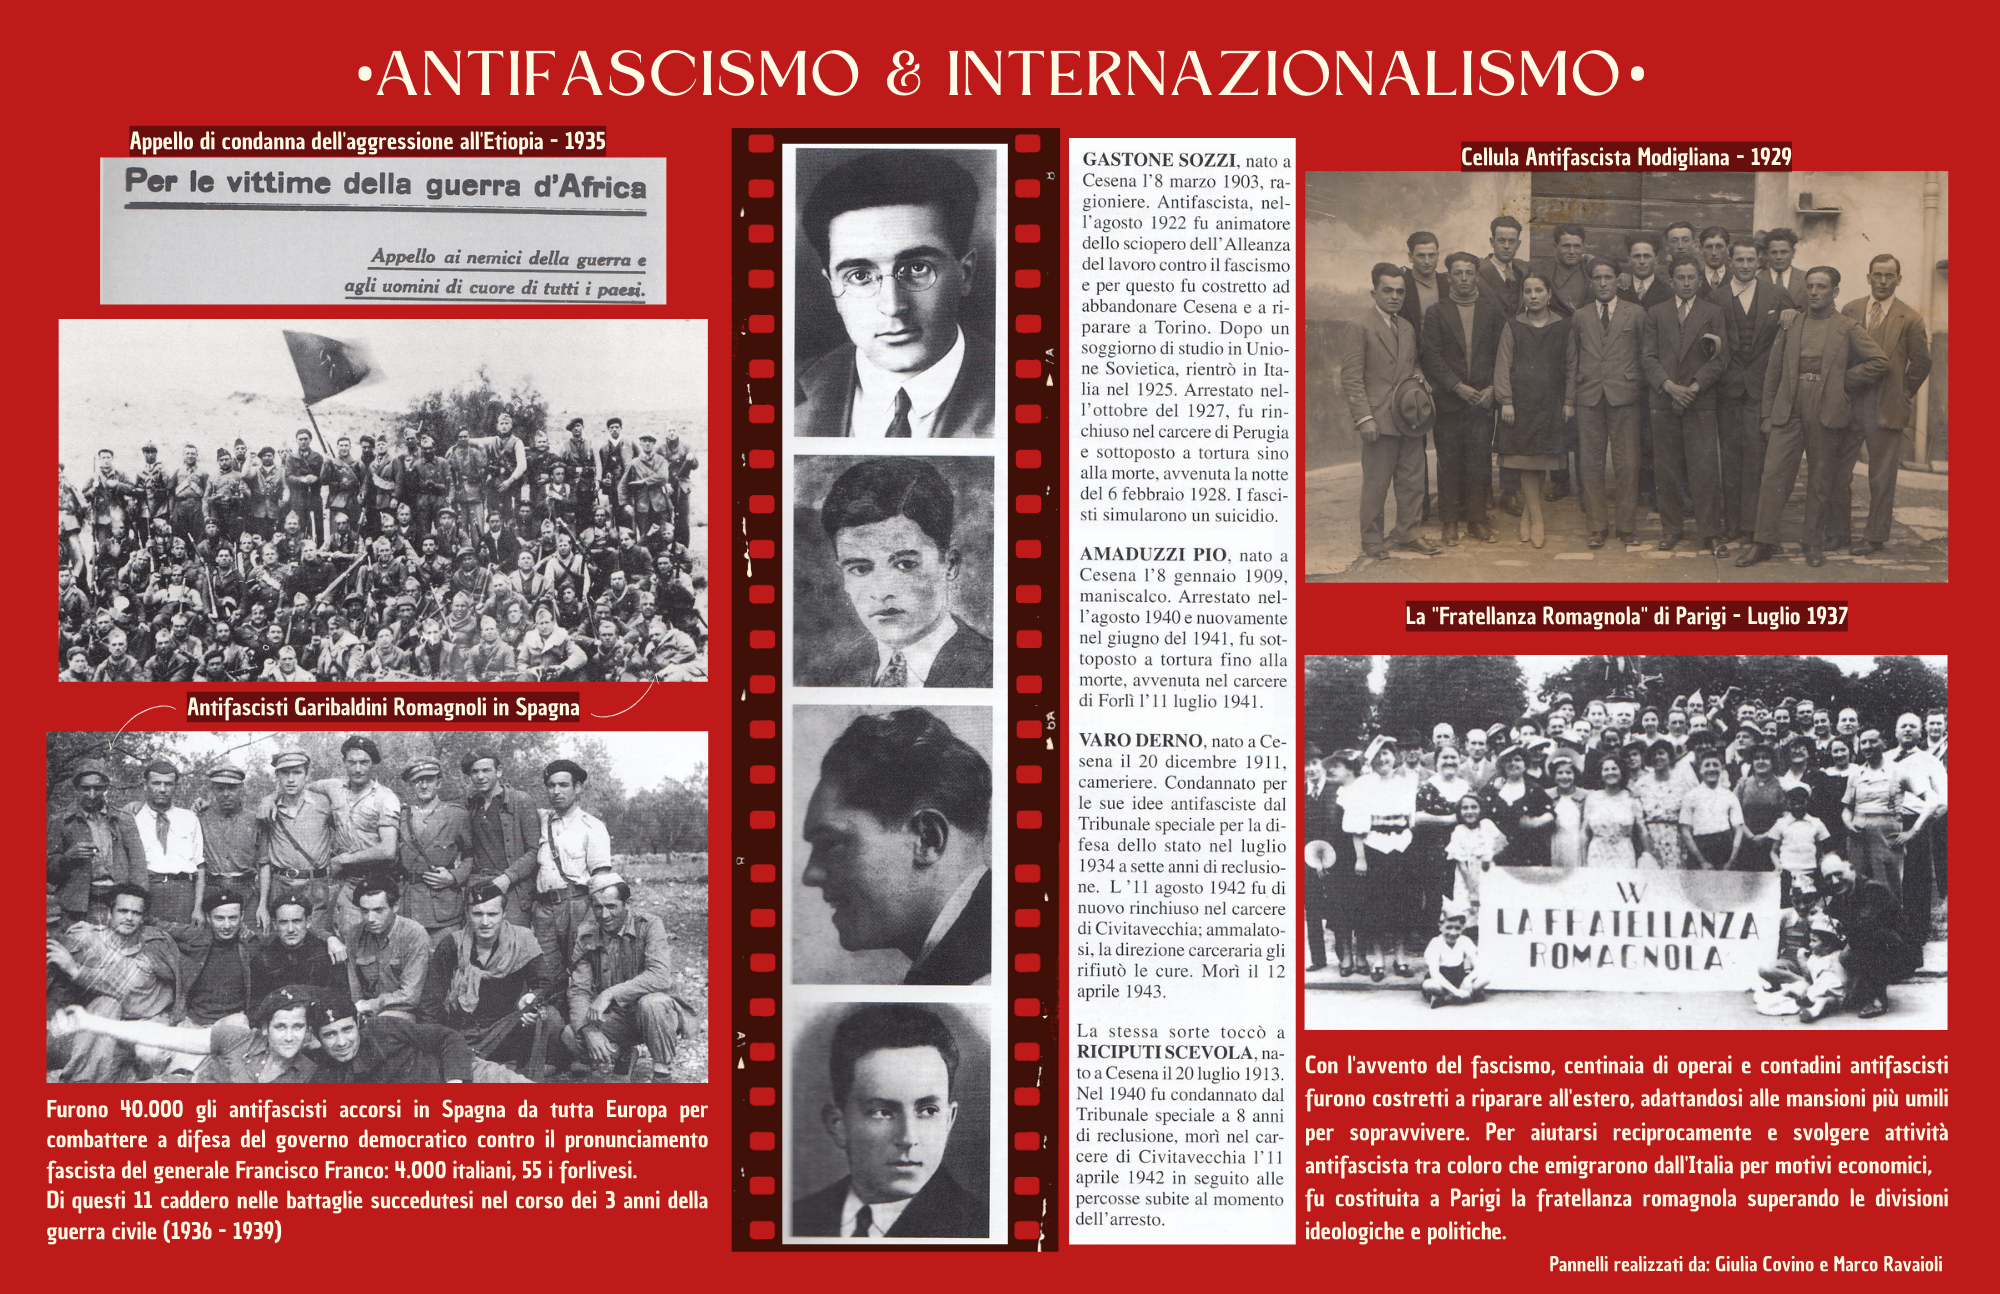 •ANTIFASCISMO & INTERNAZIONALISMO•
Appello di condanna dell'aggressione all'Etiopia - 1935
Per le vittime della guerra d'Africa
Appello ai nemici della guerra e
agli uomini di cuore di tutti i paesi.
Antifascisti Garibaldini Romagnoli in Spagna
Furono 40.000 gli antifascisti accorsi in Spagna da tutta Europa per
combattere a difesa del governo democratico contro il pronunciamento
fascista del generale Francisco Franco: 4.000 italiani, 55 i forlivesi.
Di questi 11 caddero nelle battaglie succedutesi nel corso dei 3 anni della
guerra civile (1936 - 1939)
GASTONE SOZZI, nato a
Cesena l'8 marzo 1903, ra-
gioniere. Antifascista, nel-
l'agosto 1922 fu animatore
dello sciopero dell'Alleanza
del lavoro contro il fascismo
e per questo fu costretto ad
abbandonare Cesena e a ri-
parare a Torino. Dopo un
soggiorno di studio in Unio-
ne Sovietica, rientrò in Ita-
lia nel 1925. Arrestato nel-
l'ottobre del 1927, fu rin-
chiuso nel carcere di Perugia
e sottoposto a tortura sino
alla morte, avvenuta la notte
del 6 febbraio 1928. I fasci-
sti simularono un suicidio.
AMADUZZI PIO, nato a
Cesena l'8 gennaio 1909,
maniscalco. Arrestato nel-
l'agosto 1940 e nuovamente
nel giugno del 1941, fu sot-
toposto a tortura fino alla
morte, avvenuta nel carcere
di Forlì l'11 luglio 1941.
VARO DERNO, nato a Ce-
sena il 20 dicembre 1911,
cameriere. Condannato per
le sue idee antifasciste dal
Tribunale speciale per la di-
fesa dello stato nel luglio
1934 a sette anni di reclusio-
ne. L '11 agosto 1942 fu di
nuovo rinchiuso nel carcere
di Civitavecchia; ammalato-
si, la direzione carceraria gli
rifiutò le cure. Morì il 12
aprile 1943.
La stessa sorte toccò a
RICIPUTI SCEVOLA, na-
to a Cesena il 20 luglio 1913.
Nel 1940 fu condannato dal
Tribunale speciale a 8 anni
di reclusione, morì nel car-
cere di Civitavecchia l'11
aprile 1942 in seguito alle
percosse subite al momento
dell'arresto.
Cellula Antifascista Modigliana - 1929
La "Fratellanza Romagnola" di Parigi - Luglio 1937
W
LA FRATELLANZA
ROMAGNOLA
Con l'avvento del fascismo, centinaia di operai e contadini antifascisti
furono costretti a riparare all'estero, adattandosi alle mansioni più umili
per sopravvivere. Per aiutarsi reciprocamente e svolgere attività
antifascista tra coloro che emigrarono dall'Italia per motivi economici,
fu costituita a Parigi la fratellanza romagnola superando le divisioni
ideologiche e politiche.
Pannelli realizzati da: Giulia Covino e Marco Ravaioli